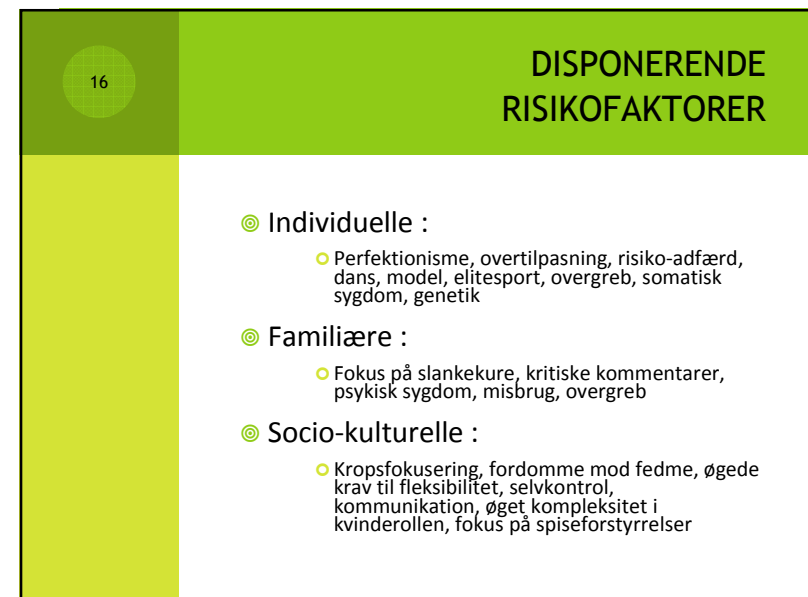 16
DISPONERENDE
RISIKOFAKTORER
Individuelle :
Perfektionisme, overtilpasning, risiko-adfærd,
dans, model, elitesport, overgreb, somatisk
sygdom, genetik
Familiære :
Fokus på slankekure, kritiske kommentarer,
psykisk sygdom, misbrug, overgreb
Socio-kulturelle :
Kropsfokusering, fordomme mod fedme, øgede
krav til fleksibilitet, selvkontrol,
kommunikation, øget kompleksitet i
kvinderollen, fokus på spiseforstyrrelser